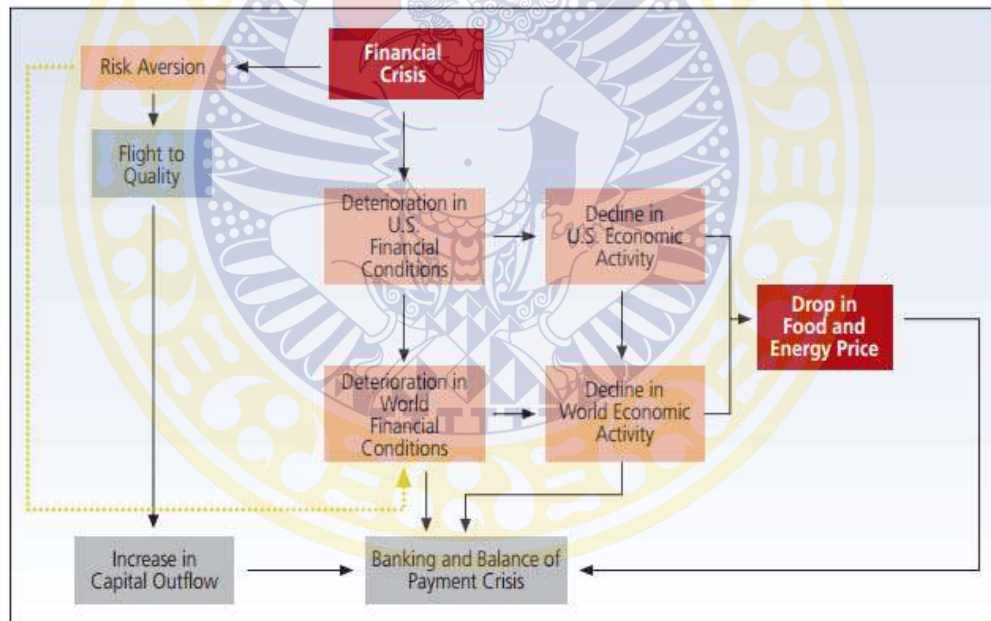 Financial
Crisis
Risk Aversion
Flight to
Quality
Deterioration in
U.S.
Financial
Conditions
Decline in
U.S. Economic
Activity
Drop in
Food and
Energy Price
Deterioration in
World
Financial
Conditions
Decline in
World Economic
Activity
Increase in
Capital Outflow
Banking and Balance of
Payment Crisis